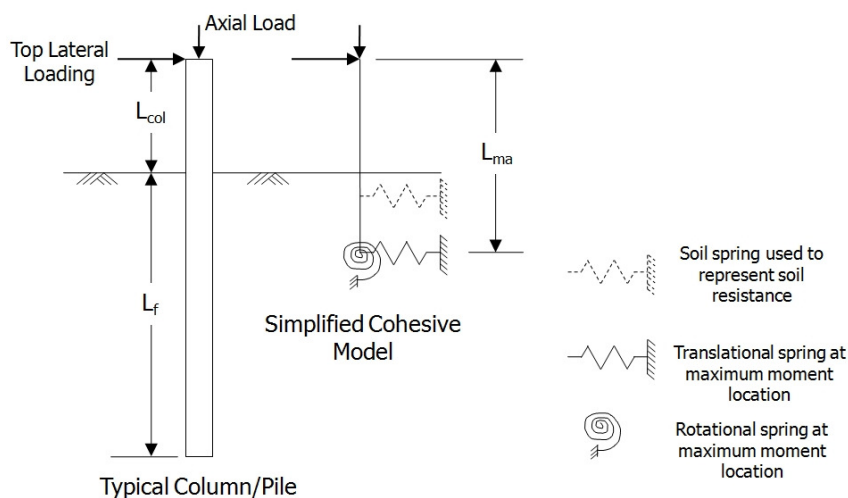 Axial Load
Top Lateral
Loading
L_col
L_ma
L_f
Simplified Cohesive
Model
Typical Column/Pile
Soil spring used to
represent soil
resistance
Translational spring at
maximum moment
location
Rotational spring at
maximum moment
location